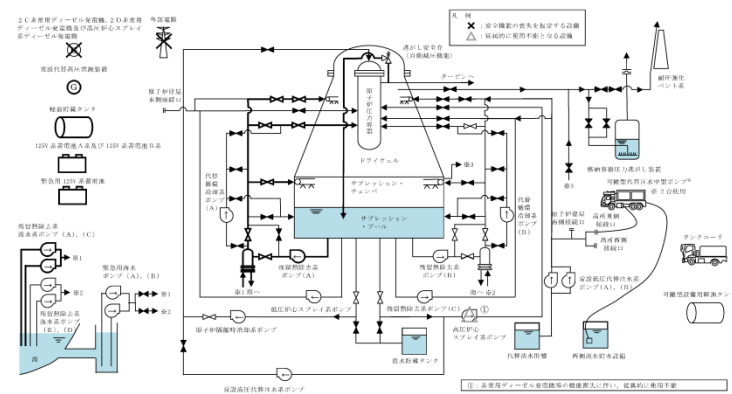 2C非常用ディーゼル発電機，2D非常用
ディーゼル発電機及び高圧炉心スプレイ
系ディーゼル発電機
外部電源
常設代替高圧電源装置
G
軽油貯蔵タンク
125V系蓄電池A系及び125V系蓄電池B系
緊急用125V系蓄電池
凡 例
：安全機能の喪失を仮定する設備
：従属的に使用不能となる設備
逃がし安全弁
（自動減圧機能）
原子炉建屋
東側接続口
原子炉圧力容器
タービンへ
耐圧強化
ベント系
格納容器圧力逃がし装置
ドライウェル
サプレッション・
チェンバ
サプレッション
・プール
※3
※3
代替
循環
冷却系
ポンプ
（A）
代替
循環
冷却系
ポンプ
（B）
可搬型代替注水中型ポンプ※
※ 2台使用
原子炉建屋
西側接続口
高所東側
接続口
高所西側
接続口
タンクローリ
可搬型設備用軽油タンク
残留熱除去系
海水系ポンプ（A），（C）
※1
※2
緊急用海水
ポンプ（A），（B）
※1
※2
残留熱除去系
海水系ポンプ
（B），（D）
海
残留熱除去系
ポンプ（A）
※1 海へ
残留熱除去系
ポンプ（B）
海へ ※2
常設低圧代替注水系
ポンプ（A），（B）
低圧炉心スプレイ系ポンプ
残留熱除去系ポンプ（C）
原子炉隔離時冷却系ポンプ
高圧炉心
スプレイ系ポンプ
①
復水貯蔵タンク
代替淡水貯槽
西側淡水貯水設備
常設高圧代替注水系ポンプ
①：非常用ディーゼル発電機等の機能喪失に伴い，従属的に使用不能